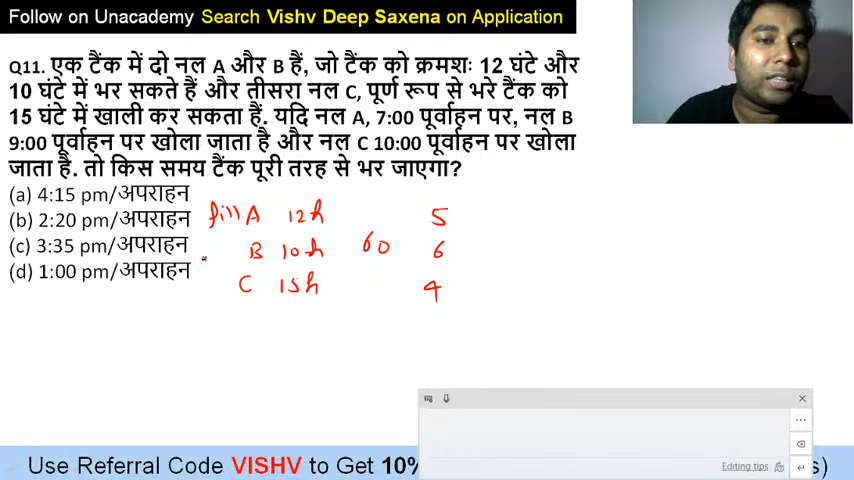 Follow on Unacademy Search Vishv Deep Saxena on Application
Q11. एक टैंक में दो नल A और B हैं, जो टैंक को क्रमशः 12 घंटे और
10 घंटे में भर सकते हैं और तीसरा नल C, पूर्ण रूप से भरे टैंक को
15 घंटे में खाली कर सकता हैं. यदि नल A, 7:00 पूर्वाहन पर, नल B
9:00 पूर्वाहन पर खोला जाता है और नल C 10:00 पूर्वाहन पर खोला
जाता है. तो किस समय टैंक पूरी तरह से भर जाएगा?
(a) 4:15 pm/अपराहन
(b) 2:20 pm/अपराहन
(c) 3:35 pm/अपराहन
(d) 1:00 pm/अपराहन
fill A 12h 5
B 10h 60 6
C 15h 4
Editing tips
Use Referral Code VISHV to Get 10%
s)